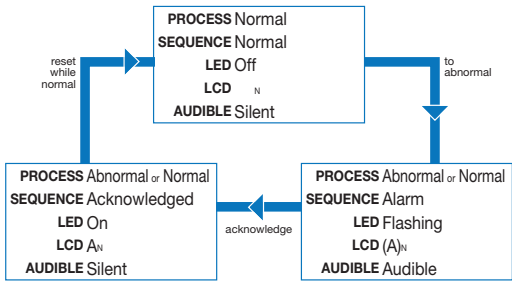 PROCESS Normal
SEQUENCE Normal
LED Off
LCD N
AUDIBLE Silent
reset
while
normal
to
abnormal
PROCESS Abnormal or Normal
SEQUENCE Acknowledged
LED On
LCD AN
AUDIBLE Silent
acknowledge
PROCESS Abnormal or Normal
SEQUENCE Alarm
LED Flashing
LCD (A)N
AUDIBLE Audible